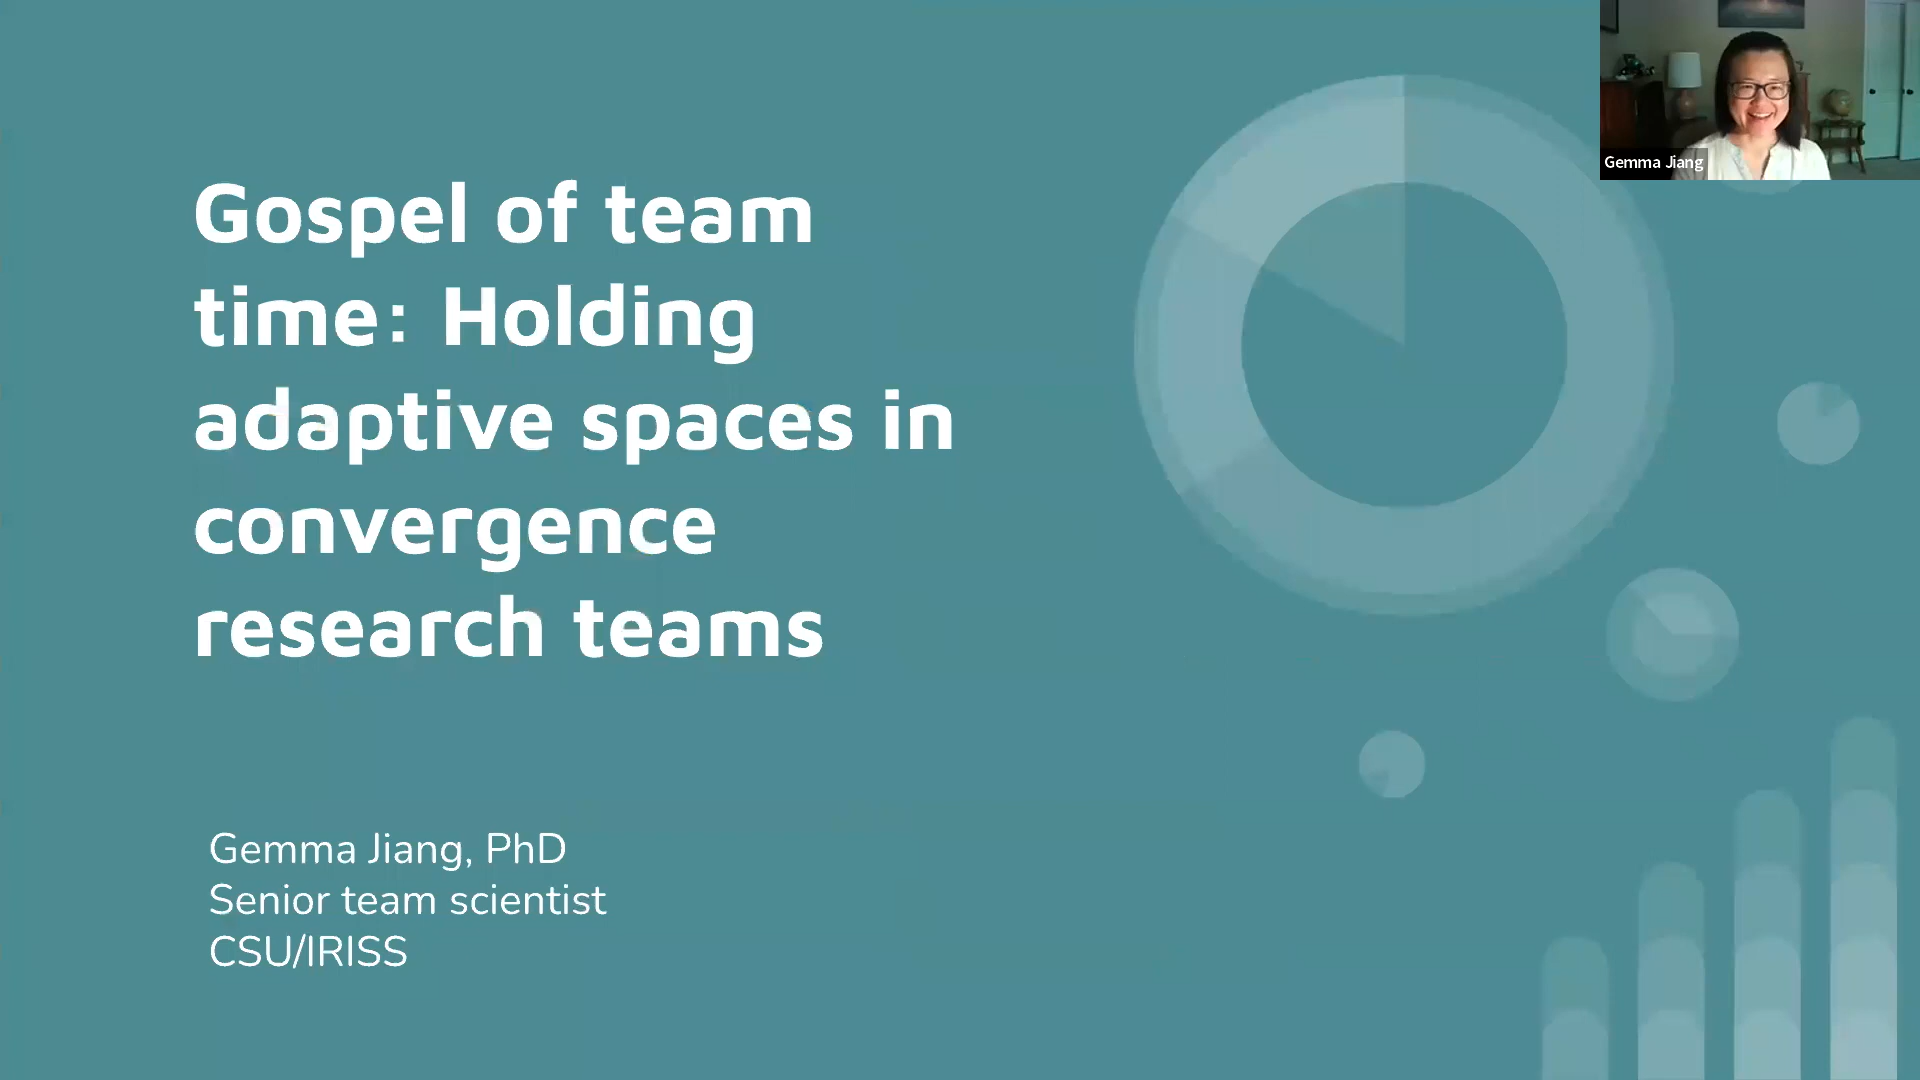 Gospel of team
time: Holding
adaptive spaces in
convergence
research teams
Gemma Jiang, PhD
Senior team scientist
CSU/IRISS
Gemma Jiang